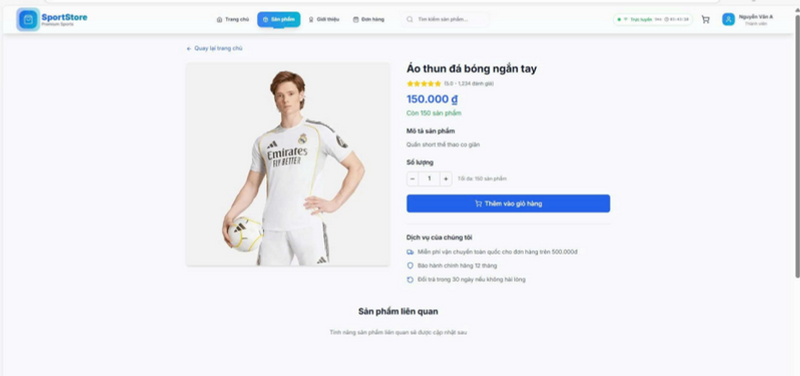 SportStore
Premium Sports
Trang chủ
Sản phẩm
Giới thiệu
Đơn hàng
Tìm kiếm sản phẩm...
Trực tuyến
Nguyễn Văn A
Thành viên
Quay lại trang chủ
Emirates
FLY BETTER
Áo thun đá bóng ngắn tay
(5.0 • 1,234 đánh giá)
150.000 ₫
Còn 150 sản phẩm
Mô tả sản phẩm
Quần short thể thao co giãn
Số lượng
− 1 +
Tối đa: 150 sản phẩm
Thêm vào giỏ hàng
Dịch vụ của chúng tôi
Miễn phí vận chuyển toàn quốc cho đơn hàng trên 500.000đ
Bảo hành chính hãng 12 tháng
Đổi trả trong 30 ngày nếu không hài lòng
Sản phẩm liên quan
Tính năng sản phẩm liên quan sẽ được cập nhật sau